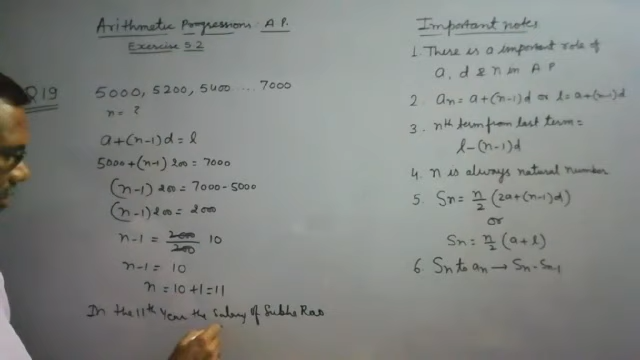 Arithmetic Progressions A.P.
Exercise 5.2
Q19
5000, 5200, 5400 ... 7000
n = ?
a+(n-1)d = l
5000+(n-1) 200 = 7000
(n-1) 200 = 7000-5000
(n-1) 200 = 2000
n-1 = 2000/200 10
n-1 = 10
n = 10+1 = 11
In the 11th Year the Salary of Subba Rao
Important notes
1. There is a important role of
a, d & n in A P
2. an = a+(n-1)d or l = a+(n-1)d
3. nth term from last term =
l-(n-1)d
4. n is always natural number
5. Sn = n/2 (2a+(n-1)d)
or
Sn = n/2 (a+l)
6. Sn to an → Sn-Sn-1